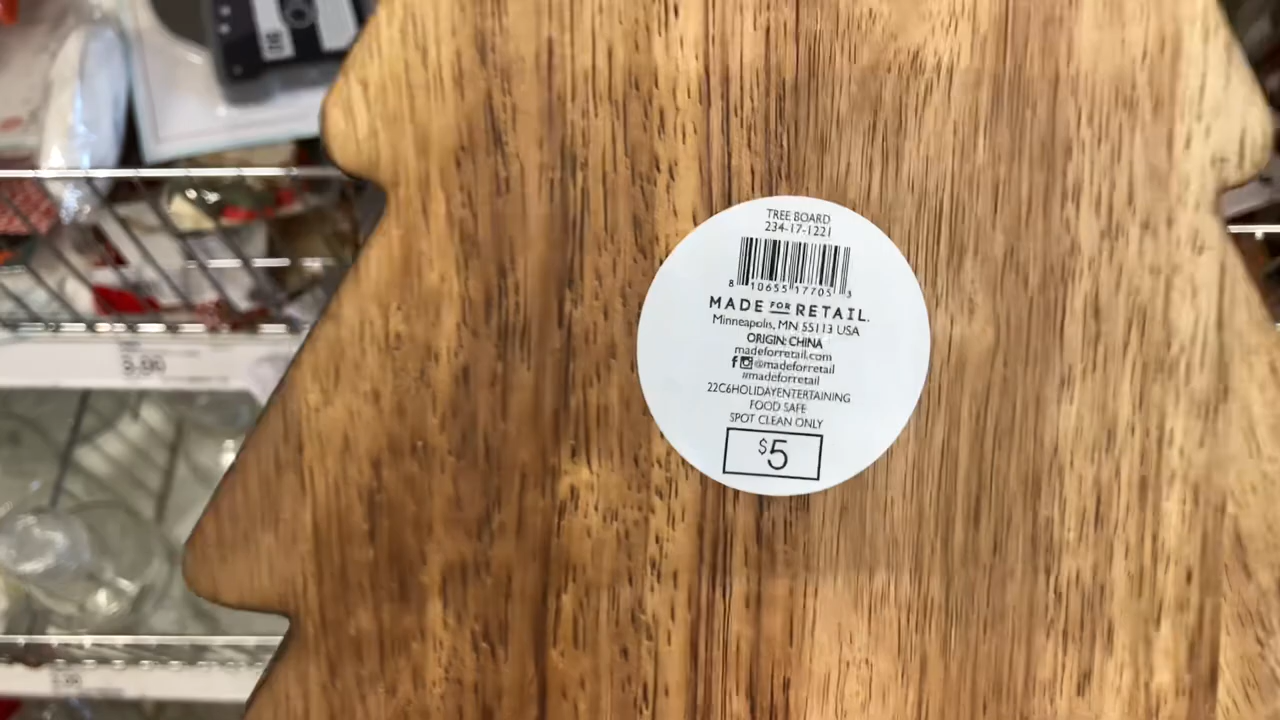 TREE BOARD
234-17-1221
8 10655 17705 3
MADE FOR RETAIL.
Minneapolis, MN 55113 USA
ORIGIN: CHINA
madeforretail.com
@madeforretail
#madeforretail
22C6HOLIDAYENTERTAINING
FOOD SAFE
SPOT CLEAN ONLY
$5